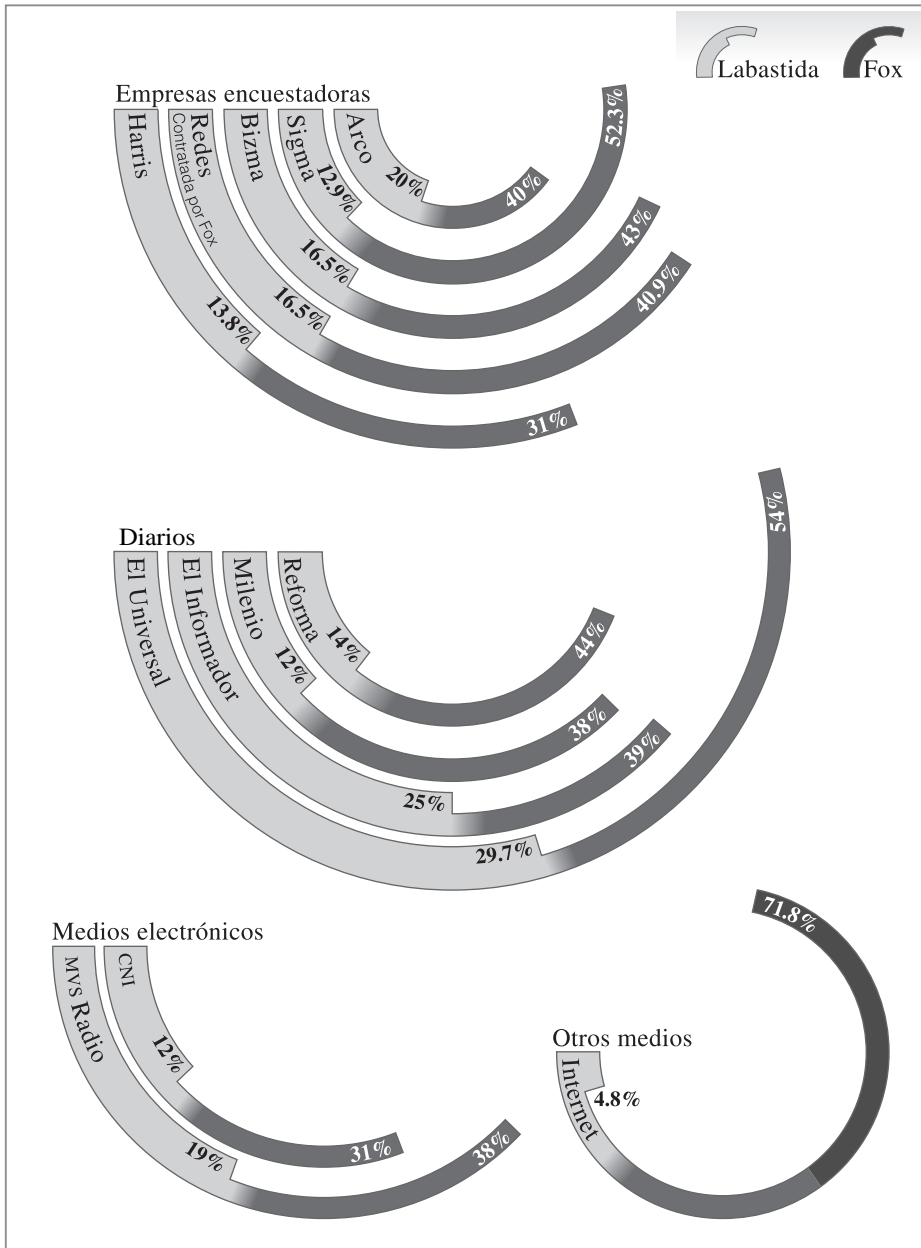 Labastida
Fox
Empresas encuestadoras
Harris
13.8%
31%
Redes
Contratada por Fox
16.5%
40.9%
Bizma
16.5%
43%
Sigma
12.9%
52.3%
Arco
20%
40%
Diarios
El Universal
29.7%
54%
El Informador
25%
39%
Milenio
12%
38%
Reforma
14%
44%
Medios electrónicos
MVS Radio
19%
38%
CNI
12%
31%
Otros medios
Internet
4.8%
71.8%